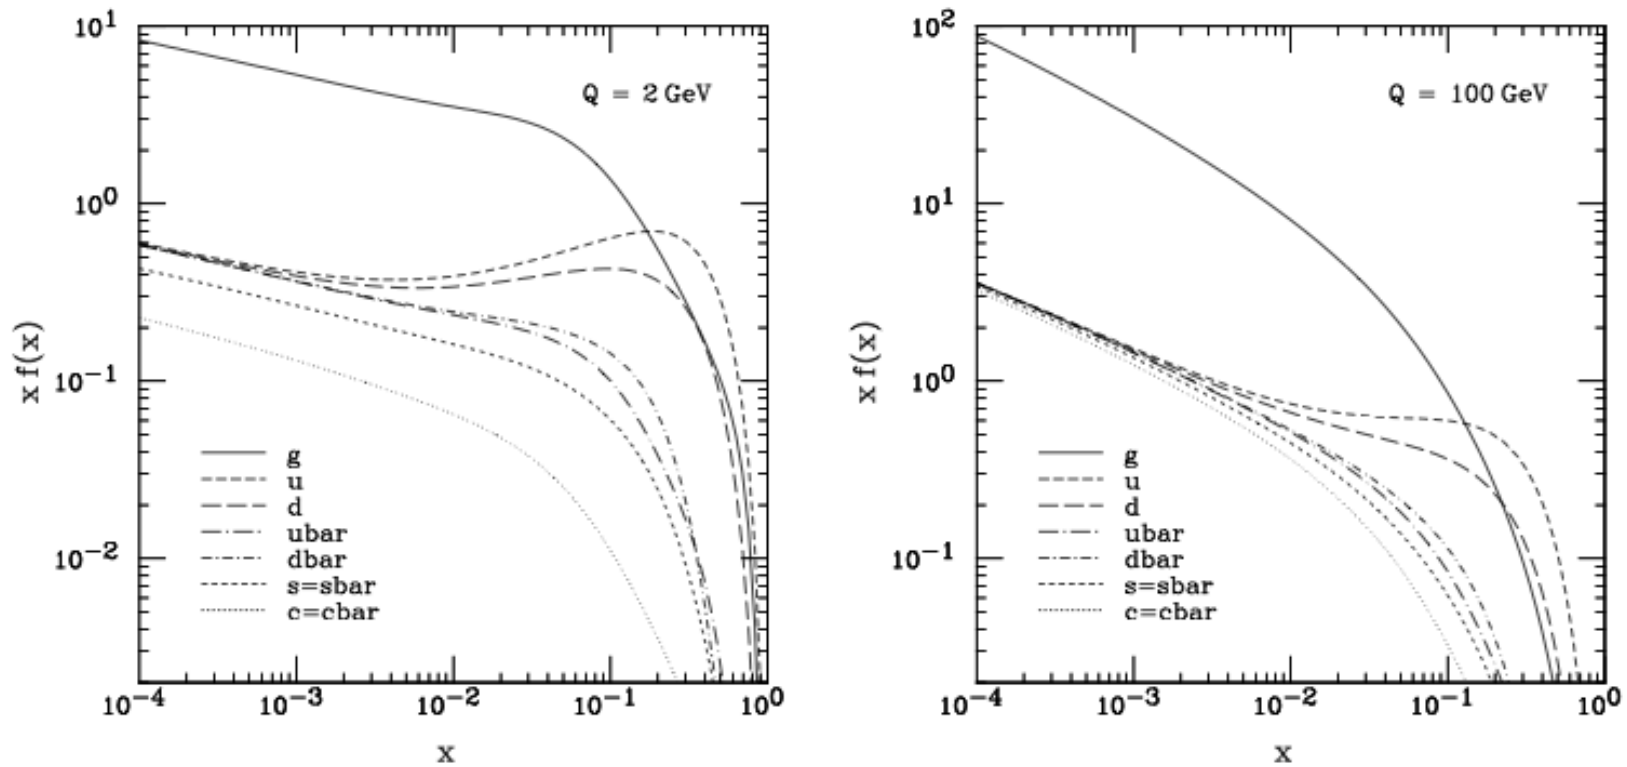 10^1
10^0
10^-1
10^-2
x f(x)
Q = 2 GeV
g
u
d
ubar
dbar
s=sbar
c=cbar
10^-4 10^-3 10^-2 10^-1 10^0
x
10^2
10^1
10^0
10^-1
x f(x)
Q = 100 GeV
g
u
d
ubar
dbar
s=sbar
c=cbar
10^-4 10^-3 10^-2 10^-1 10^0
x